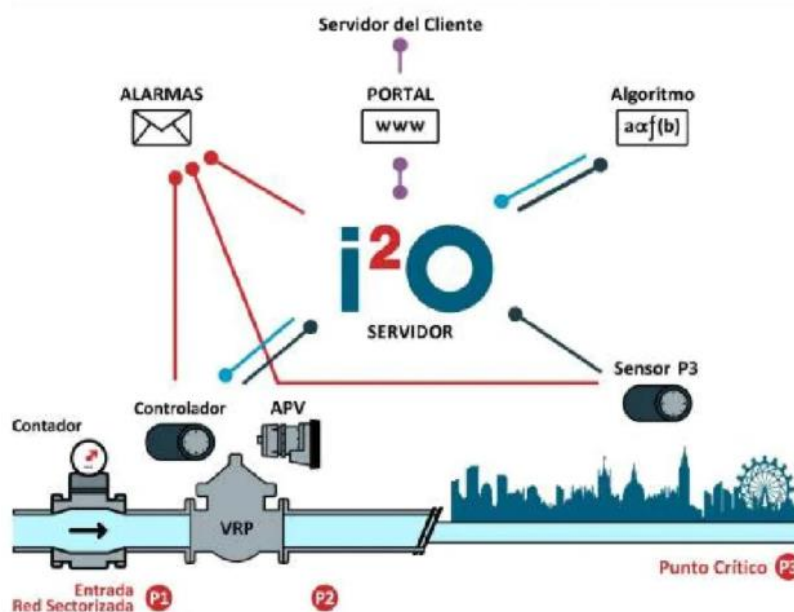 Servidor del Cliente
ALARMAS
PORTAL
Algoritmo
www
a∝f(b)
i²O
SERVIDOR
Sensor P3
Controlador
APV
Contador
VRP
Entrada
Red Sectorizada
P1
P2
Punto Crítico
P3